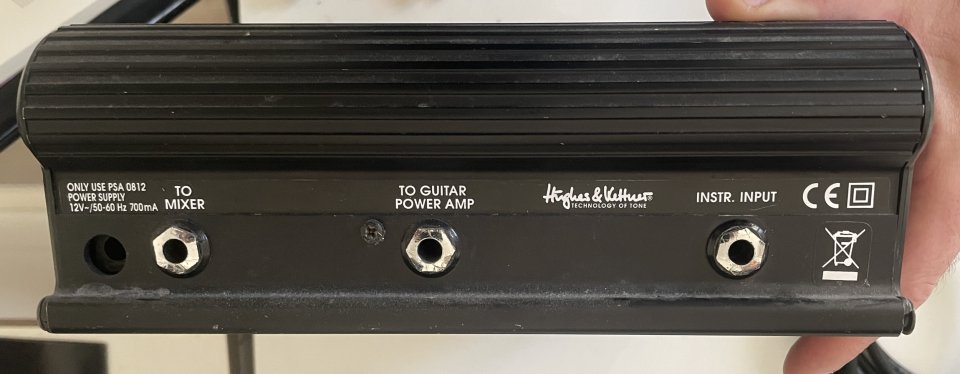 ONLY USE PSA 0812
POWER SUPPLY
12V~/50-60 Hz 700mA
TO
MIXER
TO GUITAR
POWER AMP
Hughes & Kettner®
TECHNOLOGY OF TONE
INSTR. INPUT
CE